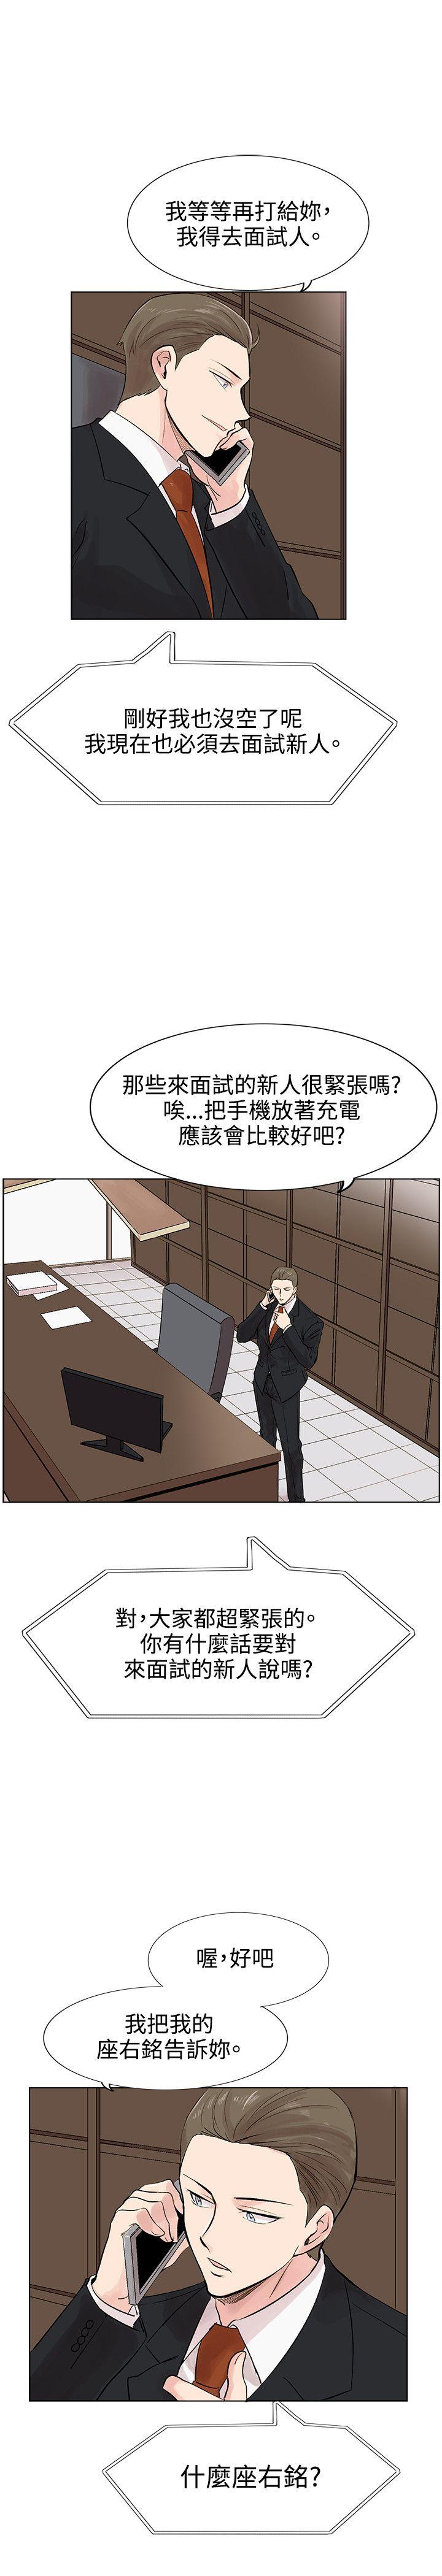 我等等再打給妳，
我得去面試人。
剛好我也沒空了呢
我現在也必須去面試新人。
那些來面試的新人很緊張嗎？
唉…把手機放著充電
應該會比較好吧？
對，大家都超緊張的。
你有什麼話要對
來面試的新人說嗎？
喔，好吧
我把我的
座右銘告訴妳。
什麼座右銘？